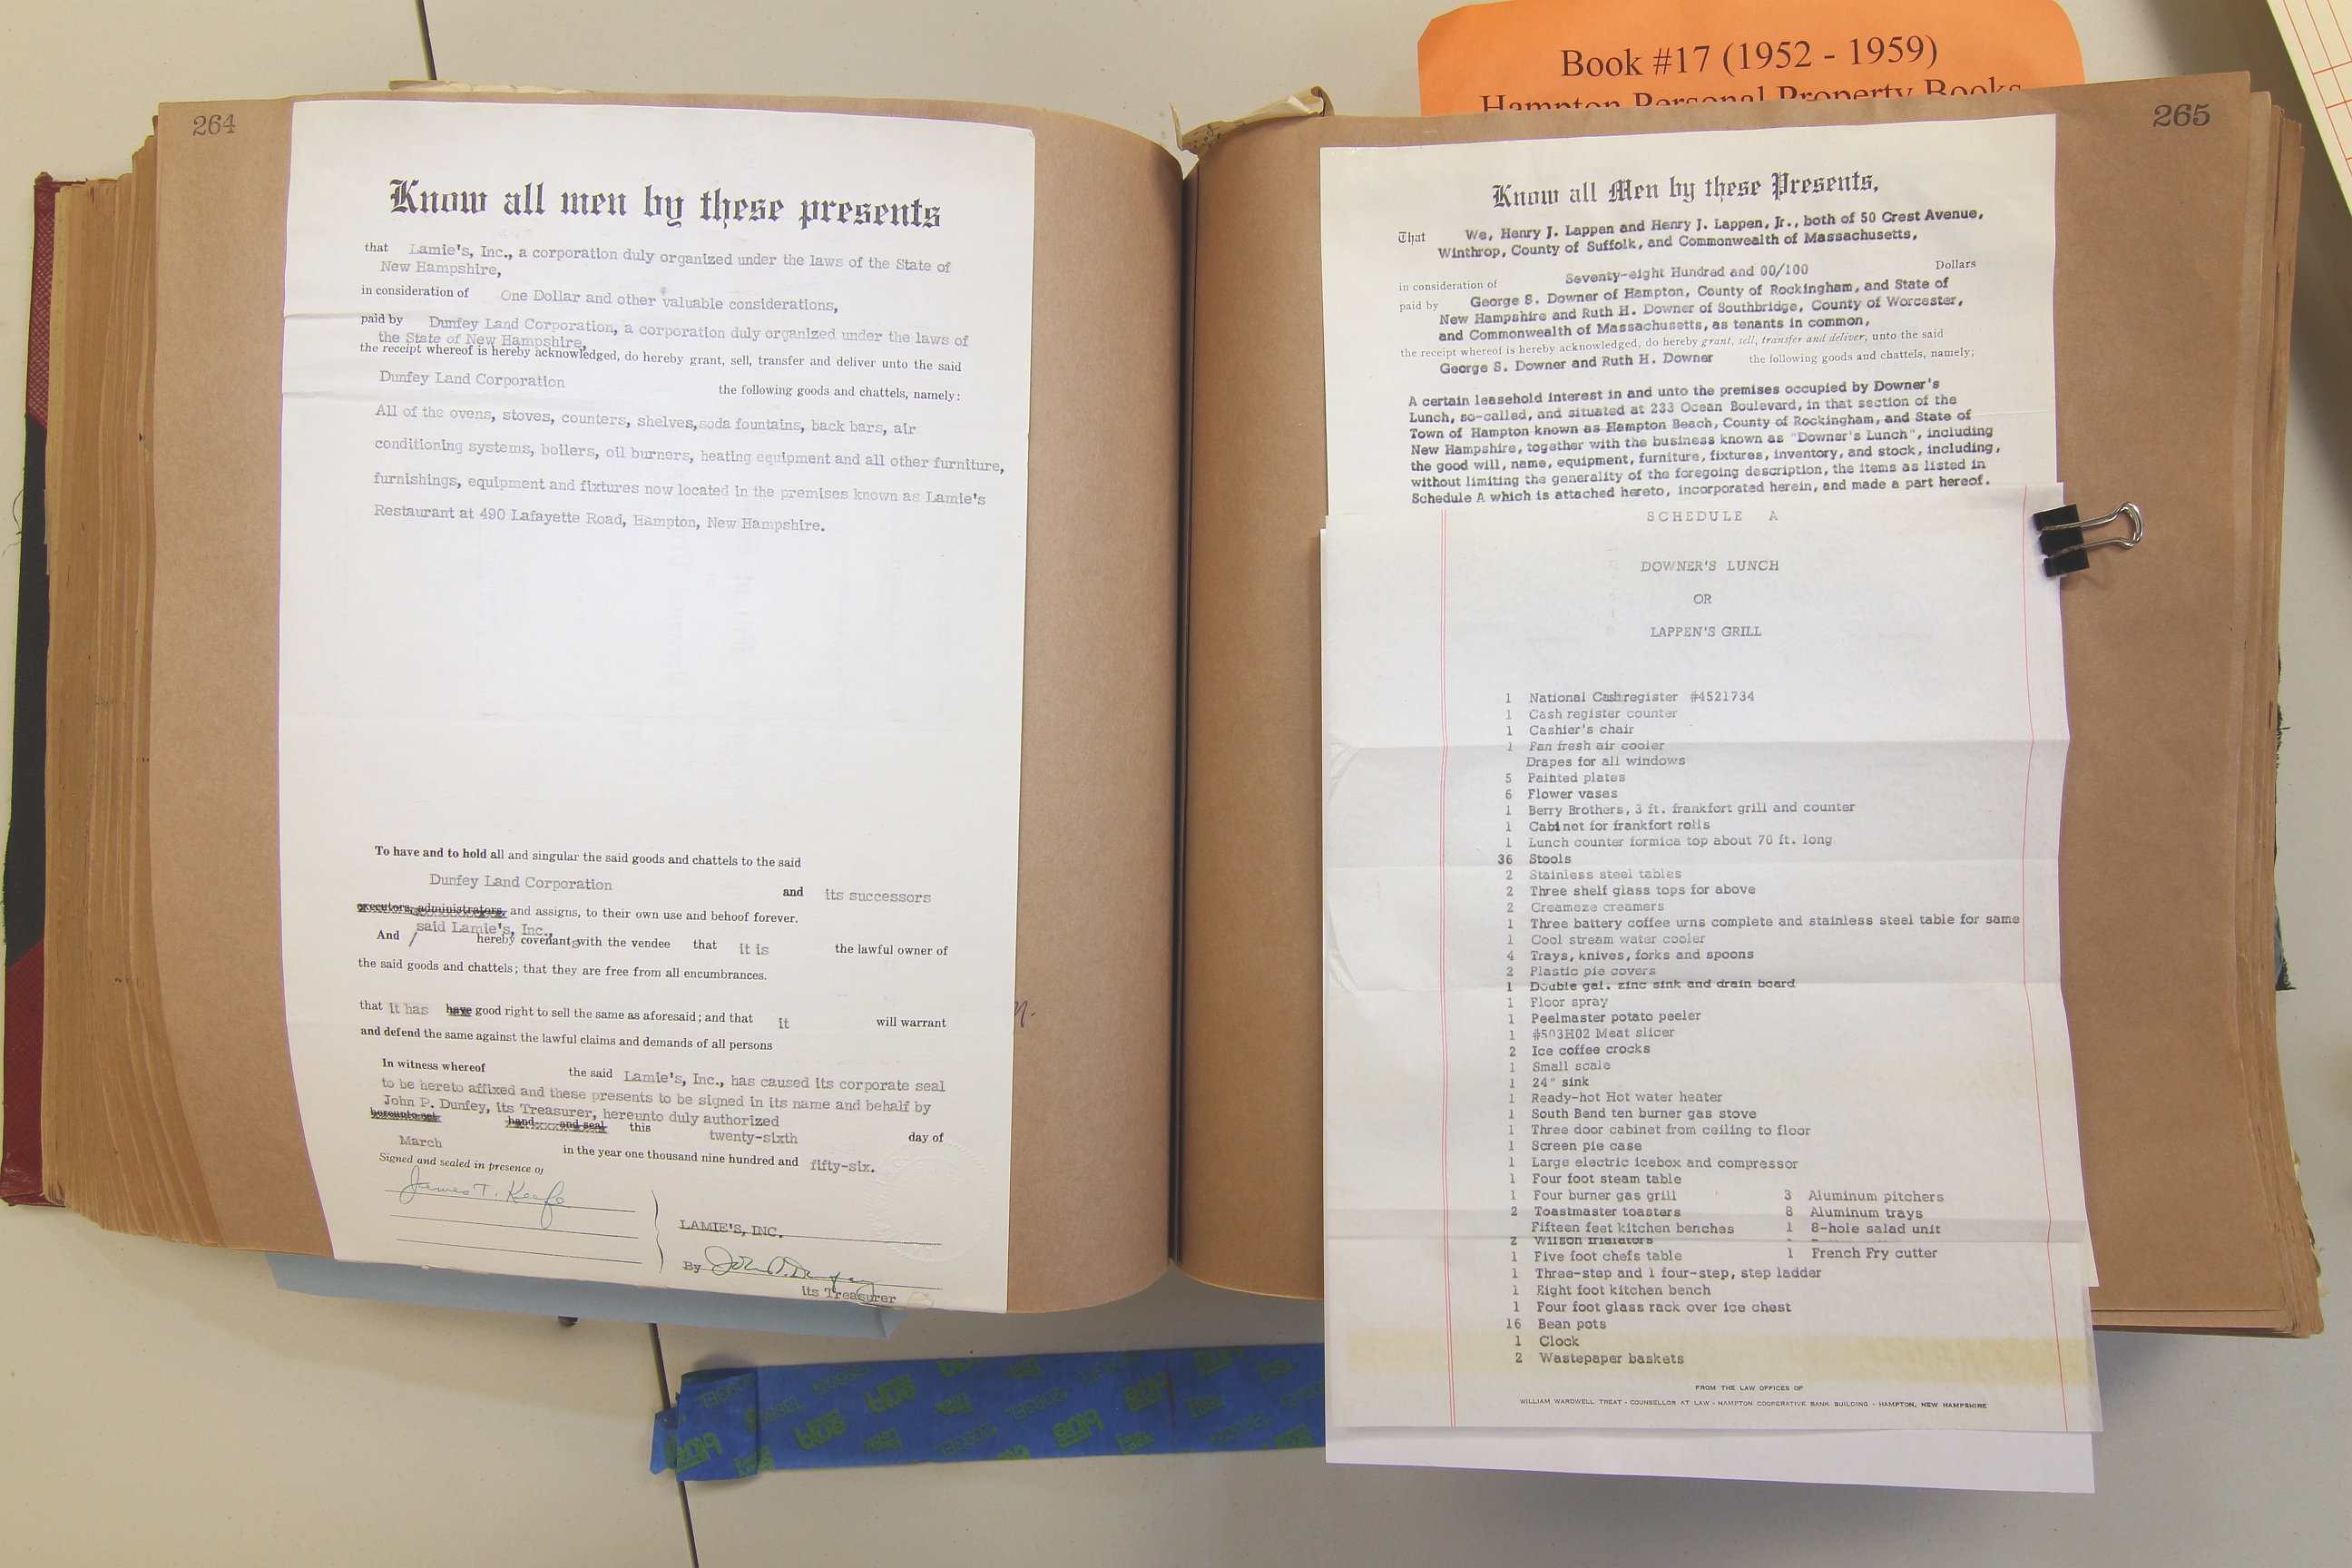 Book #17 (1952 - 1959)
Hampton Personal Property Books
264
Know all men by these presents
that Lamie's, Inc., a corporation duly organized under the laws of the State of
New Hampshire,
in consideration of One Dollar and other valuable considerations,
paid by Dunfey Land Corporation, a corporation duly organized under the laws of
the State of New Hampshire,
the receipt whereof is hereby acknowledged, do hereby grant, sell, transfer and deliver unto the said
Dunfey Land Corporation the following goods and chattels, namely:
All of the ovens, stoves, counters, shelves,soda fountains, back bars, air
conditioning systems, boilers, oil burners, heating equipment and all other furniture,
furnishings, equipment and fixtures now located in the premises known as Lamie's
Restaurant at 490 Lafayette Road, Hampton, New Hampshire.
To have and to hold all and singular the said goods and chattels to the said
Dunfey Land Corporation and its successors
executors, administrators and assigns, to their own use and behoof forever.
said Lamie's, Inc.,
And / hereby covenants with the vendee that it is the lawful owner of
the said goods and chattels; that they are free from all encumbrances.
that it has have good right to sell the same as aforesaid; and that it will warrant
and defend the same against the lawful claims and demands of all persons
In witness whereof the said Lamie's, Inc., has caused its corporate seal
to be hereto affixed and these presents to be signed in its name and behalf by
John P. Dunfey, its Treasurer, hereunto duly authorized
hereunto set hand and seal this twenty-sixth day of
March in the year one thousand nine hundred and fifty-six.
Signed and sealed in presence of
James T. Keefe
LAMIE'S, INC.
By John P. Dunfey
its Treasurer
265
Know all Men by these Presents,
That We, Henry J. Lappen and Henry J. Lappen, Jr., both of 50 Crest Avenue,
Winthrop, County of Suffolk, and Commonwealth of Massachusetts,
in consideration of Seventy-eight Hundred and 00/100 Dollars
paid by George S. Downer of Hampton, County of Rockingham, and State of
New Hampshire and Ruth H. Downer of Southbridge, County of Worcester,
and Commonwealth of Massachusetts, as tenants in common,
the receipt whereof is hereby acknowledged, do hereby grant, sell, transfer and deliver, unto the said
George S. Downer and Ruth H. Downer the following goods and chattels, namely;
A certain leasehold interest in and unto the premises occupied by Downer's
Lunch, so-called, and situated at 233 Ocean Boulevard, in that section of the
Town of Hampton known as Hampton Beach, County of Rockingham, and State of
New Hampshire, together with the business known as "Downer's Lunch", including
the good will, name, equipment, furniture, fixtures, inventory, and stock, including,
without limiting the generality of the foregoing description, the items as listed in
Schedule A which is attached hereto, incorporated herein, and made a part hereof.
SCHEDULE A
DOWNER'S LUNCH
OR
LAPPEN'S GRILL
1 National Cashregister #4521734
1 Cash register counter
1 Cashier's chair
1 Fan fresh air cooler
Drapes for all windows
5 Painted plates
6 Flower vases
1 Berry Brothers, 3 ft. frankfort grill and counter
1 Cabinet for frankfort rolls
1 Lunch counter formica top about 70 ft. long
36 Stools
2 Stainless steel tables
2 Three shelf glass tops for above
2 Creameze creamers
1 Three battery coffee urns complete and stainless steel table for same
1 Cool stream water cooler
4 Trays, knives, forks and spoons
2 Plastic pie covers
1 Double gal. zinc sink and drain board
1 Floor spray
1 Peelmaster potato peeler
1 #503H02 Meat slicer
2 Ice coffee crocks
1 Small scale
1 24" sink
1 Ready-hot Hot water heater
1 South Bend ten burner gas stove
1 Three door cabinet from ceiling to floor
1 Screen pie case
1 Large electric icebox and compressor
1 Four foot steam table
1 Four burner gas grill 3 Aluminum pitchers
2 Toastmaster toasters 8 Aluminum trays
Fifteen feet kitchen benches 1 8-hole salad unit
2 Wilson
1 Five foot chefs table 1 French Fry cutter
1 Three-step and 1 four-step, step ladder
1 Eight foot kitchen bench
1 Four foot glass rack over ice chest
16 Bean pots
1 Clock
2 Wastepaper baskets
FROM THE LAW OFFICES OF
WILLIAM WARDWELL TREAT - COUNSELLOR AT LAW - HAMPTON COOPERATIVE BANK BUILDING - HAMPTON, NEW HAMPSHIRE